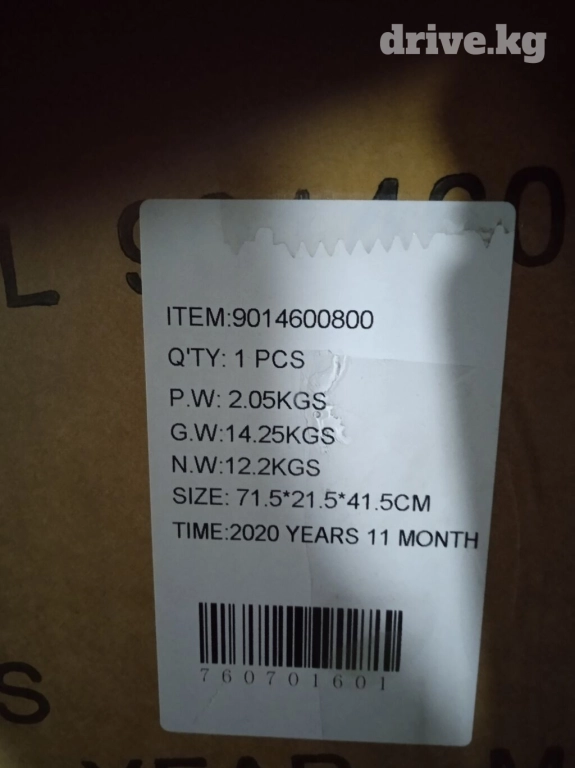 drive.kg
ITEM:9014600800
Q'TY: 1 PCS
P.W: 2.05KGS
G.W:14.25KGS
N.W:12.2KGS
SIZE: 71.5*21.5*41.5CM
TIME:2020 YEARS 11 MONTH
760701601